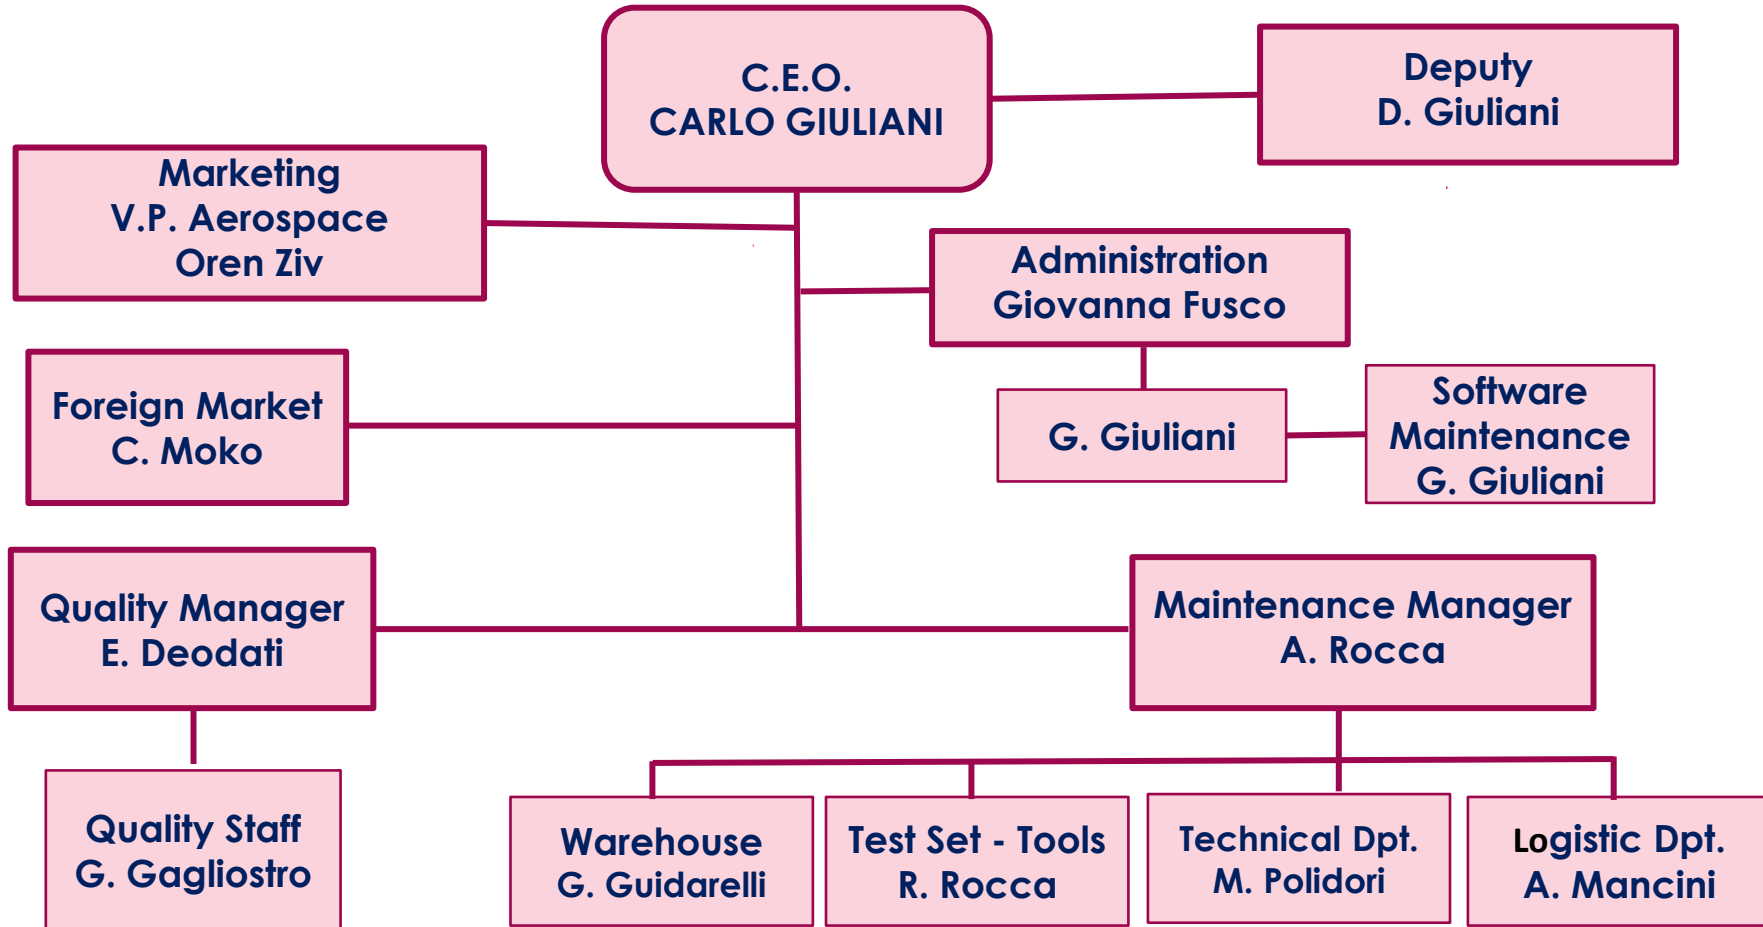 C.E.O.
CARLO GIULIANI
Deputy
D. Giuliani
Marketing
V.P. Aerospace
Oren Ziv
Administration
Giovanna Fusco
Foreign Market
C. Moko
G. Giuliani
Software
Maintenance
G. Giuliani
Quality Manager
E. Deodati
Maintenance Manager
A. Rocca
Quality Staff
G. Gagliostro
Warehouse
G. Guidarelli
Test Set - Tools
R. Rocca
Technical Dpt.
M. Polidori
Logistic Dpt.
A. Mancini